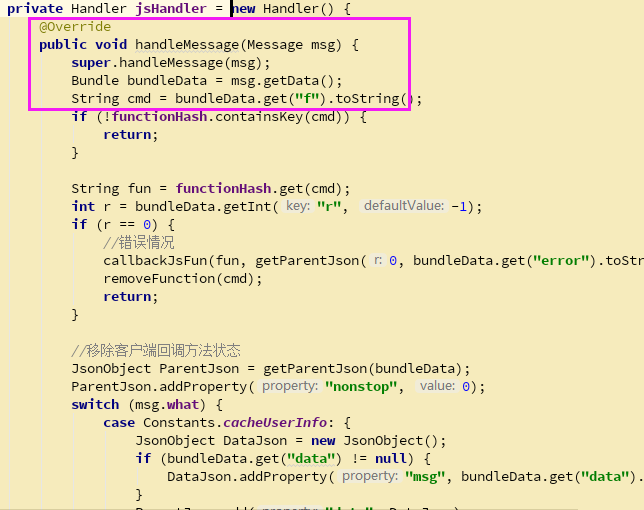 private Handler jsHandler = new Handler() {
@Override
public void handleMessage(Message msg) {
super.handleMessage(msg);
Bundle bundleData = msg.getData();
String cmd = bundleData.get("f").toString();
if (!functionHash.containsKey(cmd)) {
return;
}
String fun = functionHash.get(cmd);
int r = bundleData.getInt( key: "r", defaultValue: -1);
if (r == 0) {
//错误情况
callbackJsFun(fun, getParentJson( r: 0, bundleData.get("error").toStr
removeFunction(cmd);
return;
}
//移除客户端回调方法状态
JsonObject ParentJson = getParentJson(bundleData);
ParentJson.addProperty( property: "nonstop", value: 0);
switch (msg.what) {
case Constants.cacheUserInfo: {
JsonObject DataJson = new JsonObject();
if (bundleData.get("data") != null) {
DataJson.addProperty( property: "msg", bundleData.get("data").
}